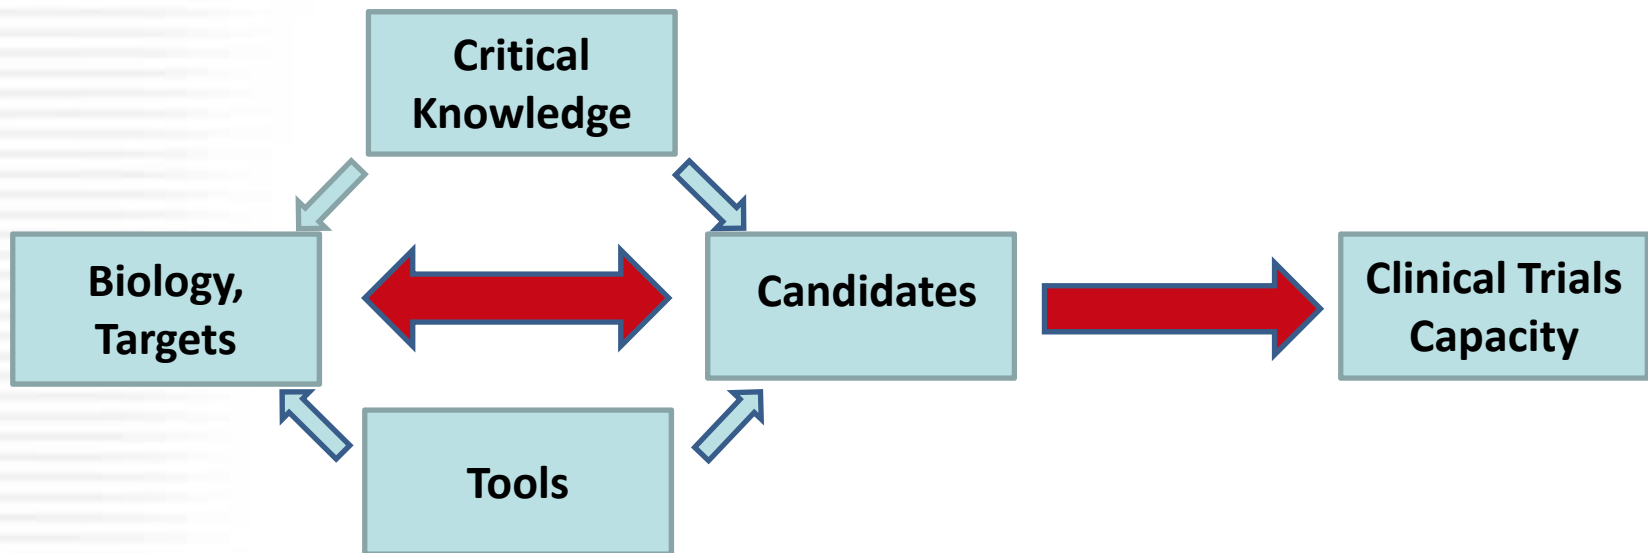 Critical
Knowledge
Biology,
Targets
Candidates
Clinical Trials
Capacity
Tools